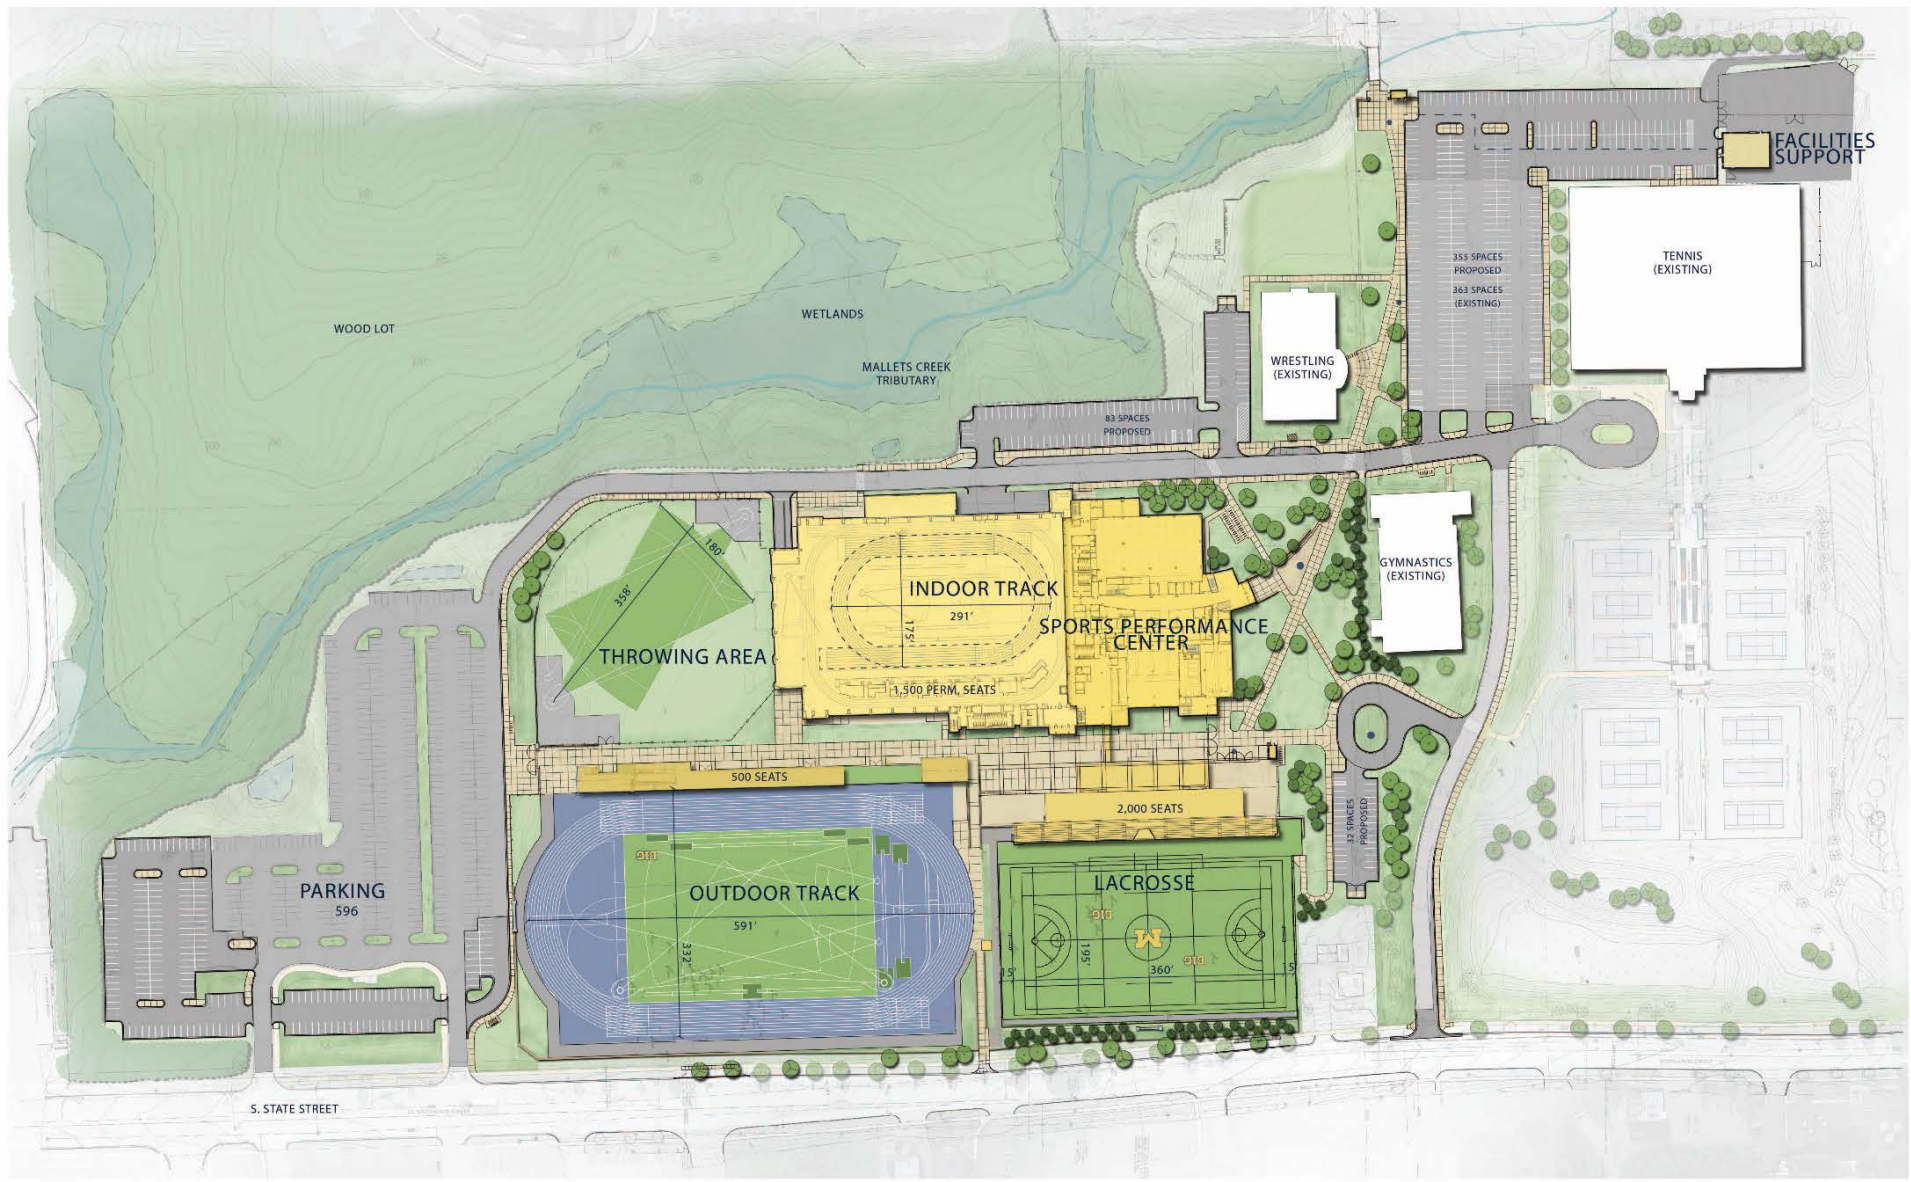 FACILITIES
SUPPORT
TENNIS
(EXISTING)
355 SPACES
PROPOSED
363 SPACES
(EXISTING)
WOOD LOT
WETLANDS
MALLETS CREEK
TRIBUTARY
WRESTLING
(EXISTING)
83 SPACES
PROPOSED
GYMNASTICS
(EXISTING)
180'
358'
THROWING AREA
INDOOR TRACK
291'
175'
SPORTS PERFORMANCE
CENTER
1,500 PERM. SEATS
500 SEATS
2,000 SEATS
32 SPACES
PROPOSED
PARKING
596
OUTDOOR TRACK
591'
332'
LACROSSE
M
195'
360'
15'
15'
S. STATE STREET